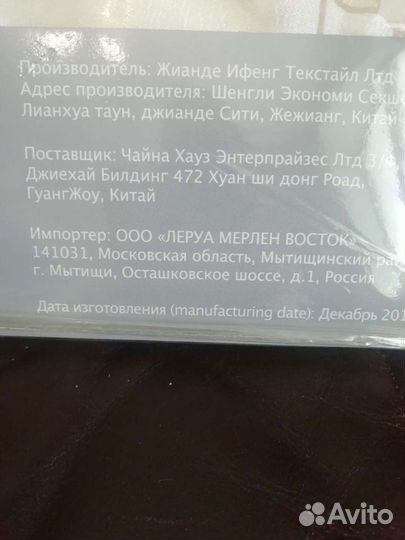 Производитель: Жианде Ифенг Текстайл Лтд
Адрес производителя: Шенгли Экономи Секш
Лианхуа таун, джианде Сити, Жежианг, Китай
Поставщик: Чайна Хауз Энтерпрайзес Лтд 3/Ф,
Джиехай Билдинг 472 Хуан ши донг Роад,
ГуангЖоу, Китай
Импортер: ООО «ЛЕРУА МЕРЛЕН ВОСТОК»
141031, Московская область, Мытищинский рай
г. Мытищи, Осташковское шоссе, д.1, Россия
Дата изготовления (manufacturing date): Декабрь 201
Avito